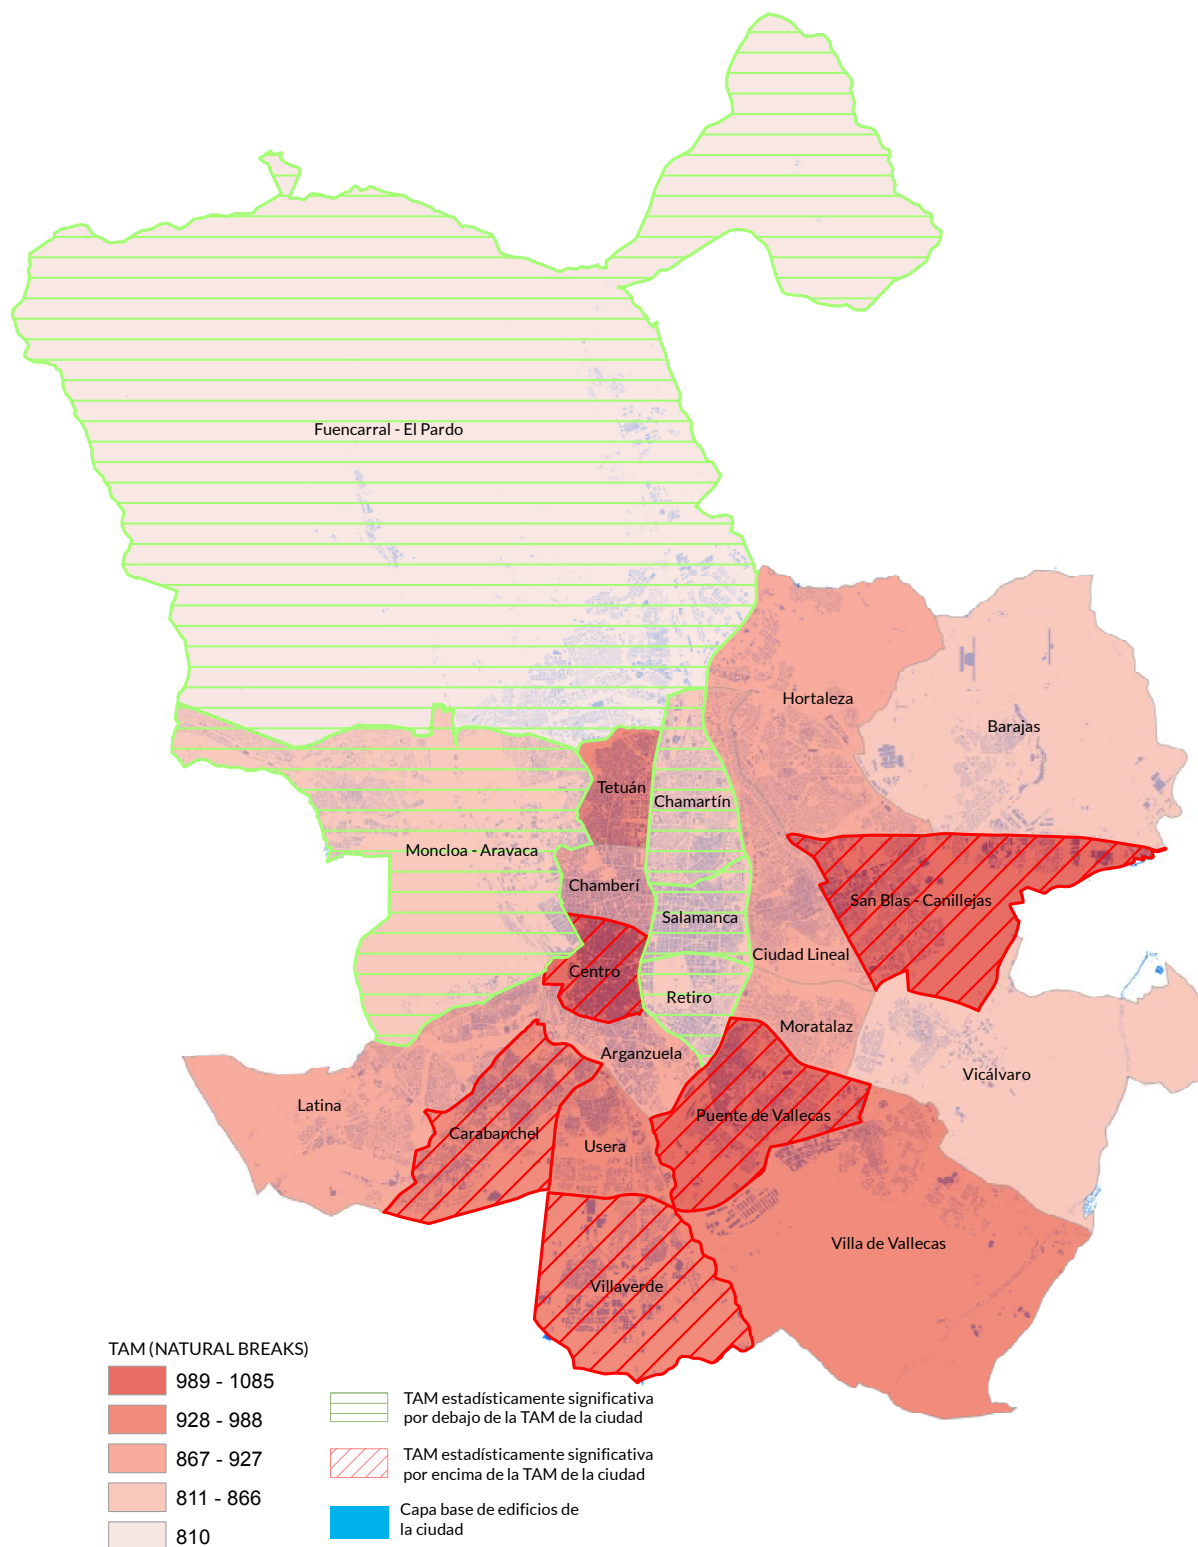 Fuencarral - El Pardo
Hortaleza
Barajas
Tetuán
Chamartín
Moncloa - Aravaca
Chamberí
San Blas - Canillejas
Salamanca
Ciudad Lineal
Centro
Retiro
Moratalaz
Arganzuela
Vicálvaro
Latina
Puente de Vallecas
Carabanchel
Usera
Villa de Vallecas
Villaverde
TAM (NATURAL BREAKS)
989 - 1085
928 - 988
867 - 927
811 - 866
810
TAM estadísticamente significativa
por debajo de la TAM de la ciudad
TAM estadísticamente significativa
por encima de la TAM de la ciudad
Capa base de edificios de
la ciudad